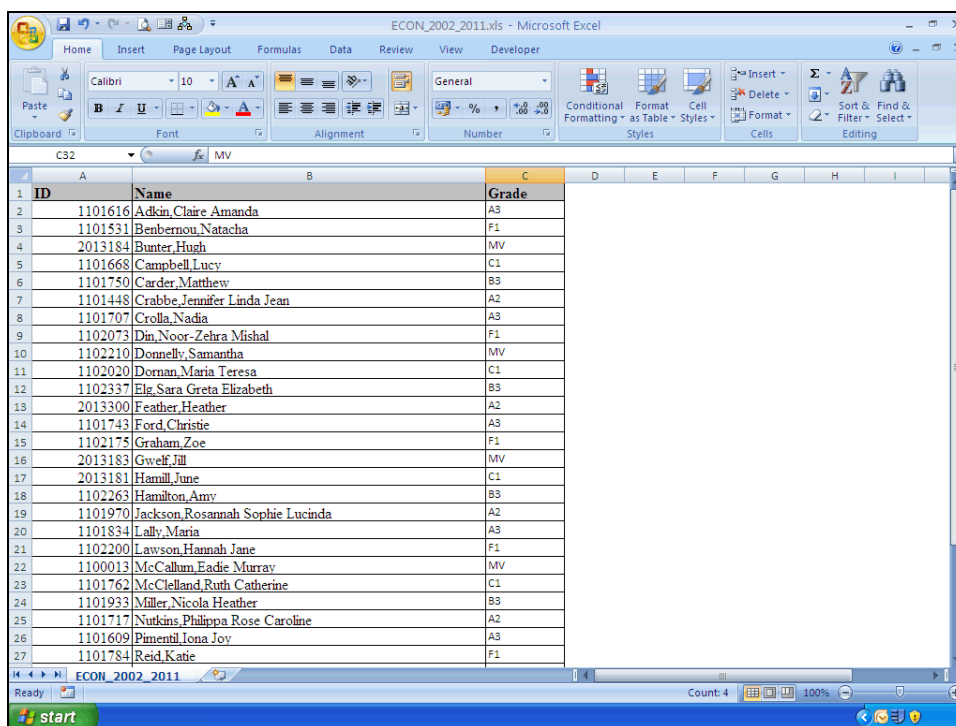 ECON_2002_2011.xls - Microsoft Excel
Home Insert Page Layout Formulas Data Review View Developer
Paste
Calibri 10 A A
B I U A
General
% ,
Conditional Formatting Format as Table Cell Styles
Insert
Delete
Format
Σ
Sort & Filter Find & Select
Clipboard Font Alignment Number Styles Cells Editing
C32 fx MV
A B C D E F G H I
1 ID Name Grade
2 1101616 Adkin,Claire Amanda A3
3 1101531 Benbernou,Natacha F1
4 2013184 Bunter,Hugh MV
5 1101668 Campbell,Lucy C1
6 1101750 Carder,Matthew B3
7 1101448 Crabbe,Jennifer Linda Jean A2
8 1101707 Crolla,Nadia A3
9 1102073 Din,Noor-Zehra Mishal F1
10 1102210 Donnelly,Samantha MV
11 1102020 Dornan,Maria Teresa C1
12 1102337 Elg,Sara Greta Elizabeth B3
13 2013300 Feather,Heather A2
14 1101743 Ford,Christie A3
15 1102175 Graham,Zoe F1
16 2013183 Gwelf,Jill MV
17 2013181 Hamill,June C1
18 1102263 Hamilton,Amy B3
19 1101970 Jackson,Rosannah Sophie Lucinda A2
20 1101834 Lally,Maria A3
21 1102200 Lawson,Hannah Jane F1
22 1100013 McCallum,Eadie Murray MV
23 1101762 McClelland,Ruth Catherine C1
24 1101933 Miller,Nicola Heather B3
25 1101717 Nutkins,Philippa Rose Caroline A2
26 1101609 Pimentil,Iona Joy A3
27 1101784 Reid,Katie F1
ECON_2002_2011
Ready Count: 4 100%
start